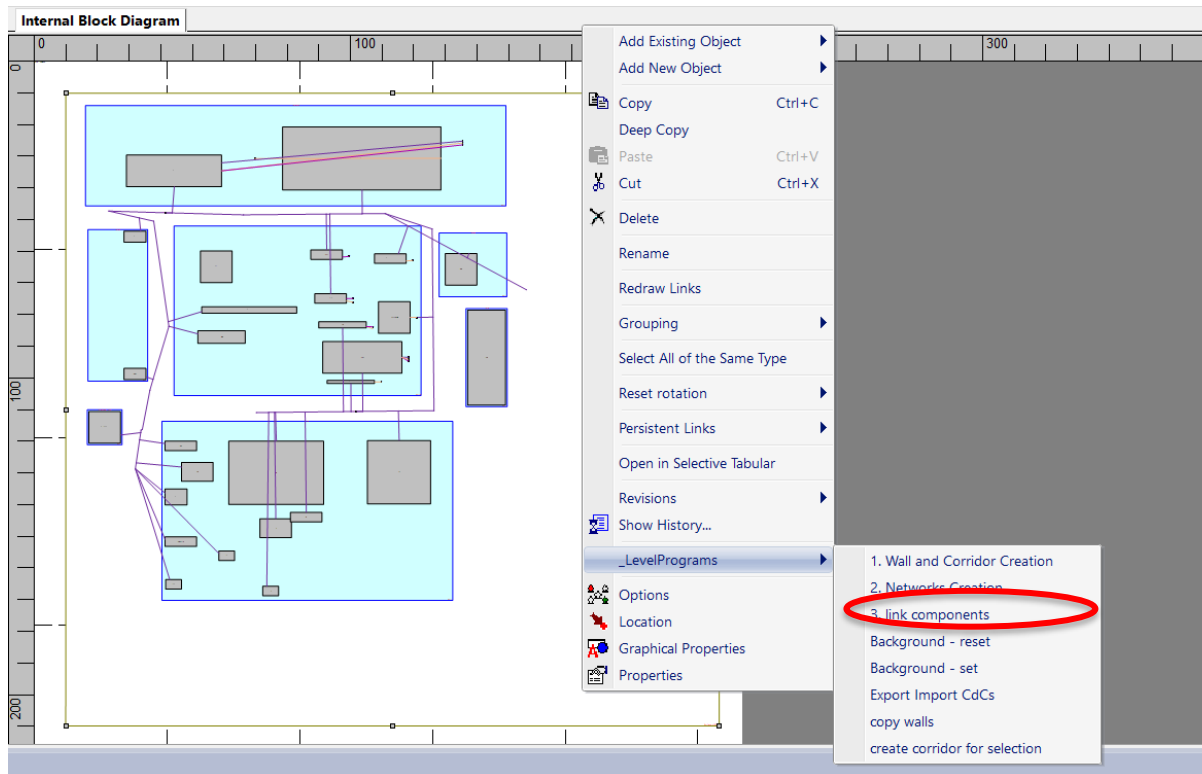 Internal Block Diagram
0
100
300
0
100
200
Add Existing Object
Add New Object
Copy Ctrl+C
Deep Copy
Paste Ctrl+V
Cut Ctrl+X
Delete
Rename
Redraw Links
Grouping
Select All of the Same Type
Reset rotation
Persistent Links
Open in Selective Tabular
Revisions
Show History...
_LevelPrograms
Options
Location
Graphical Properties
Properties
1. Wall and Corridor Creation
2. Networks Creation
3. link components
Background - reset
Background - set
Export Import CdCs
copy walls
create corridor for selection